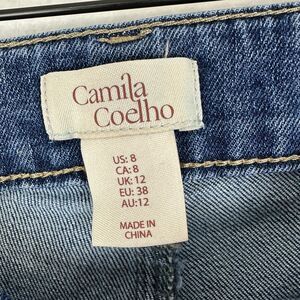 Camila
Coelho
US: 8
CA: 8
UK: 12
EU: 38
AU:12
MADE IN
CHINA